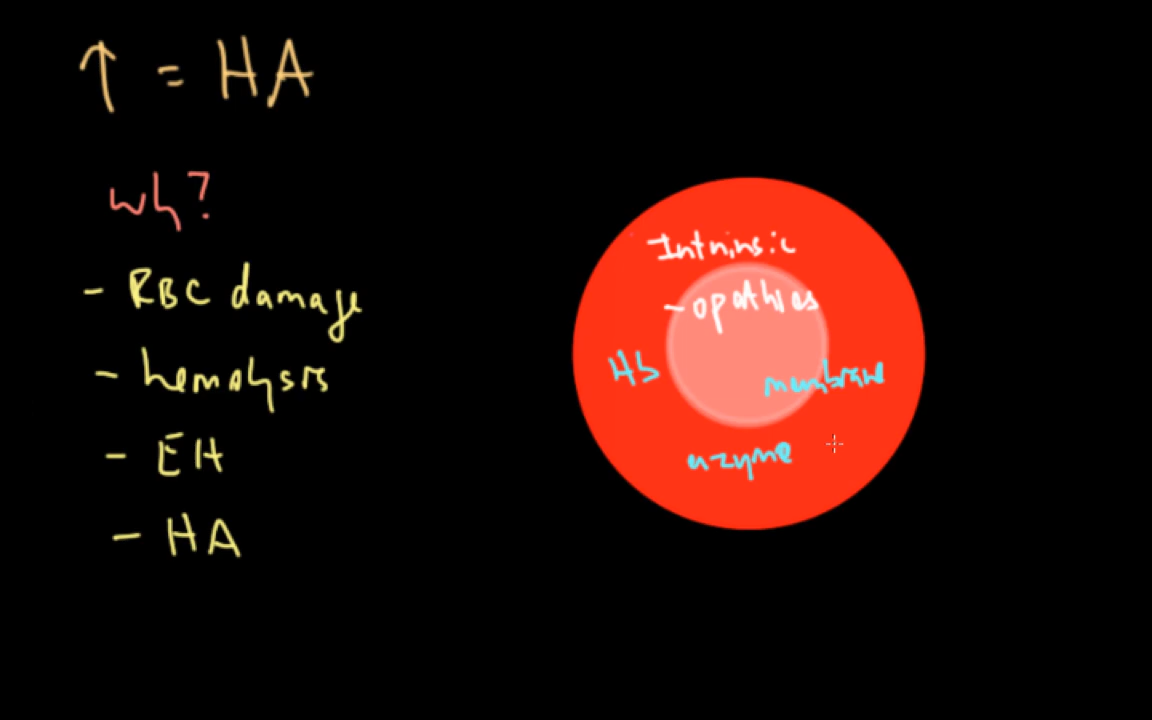 ↑ = HA
Wh?
- RBC damage
- hemolysis
- EH
- HA
Intrinsic
-opathies
Hb
membrane
enzyme